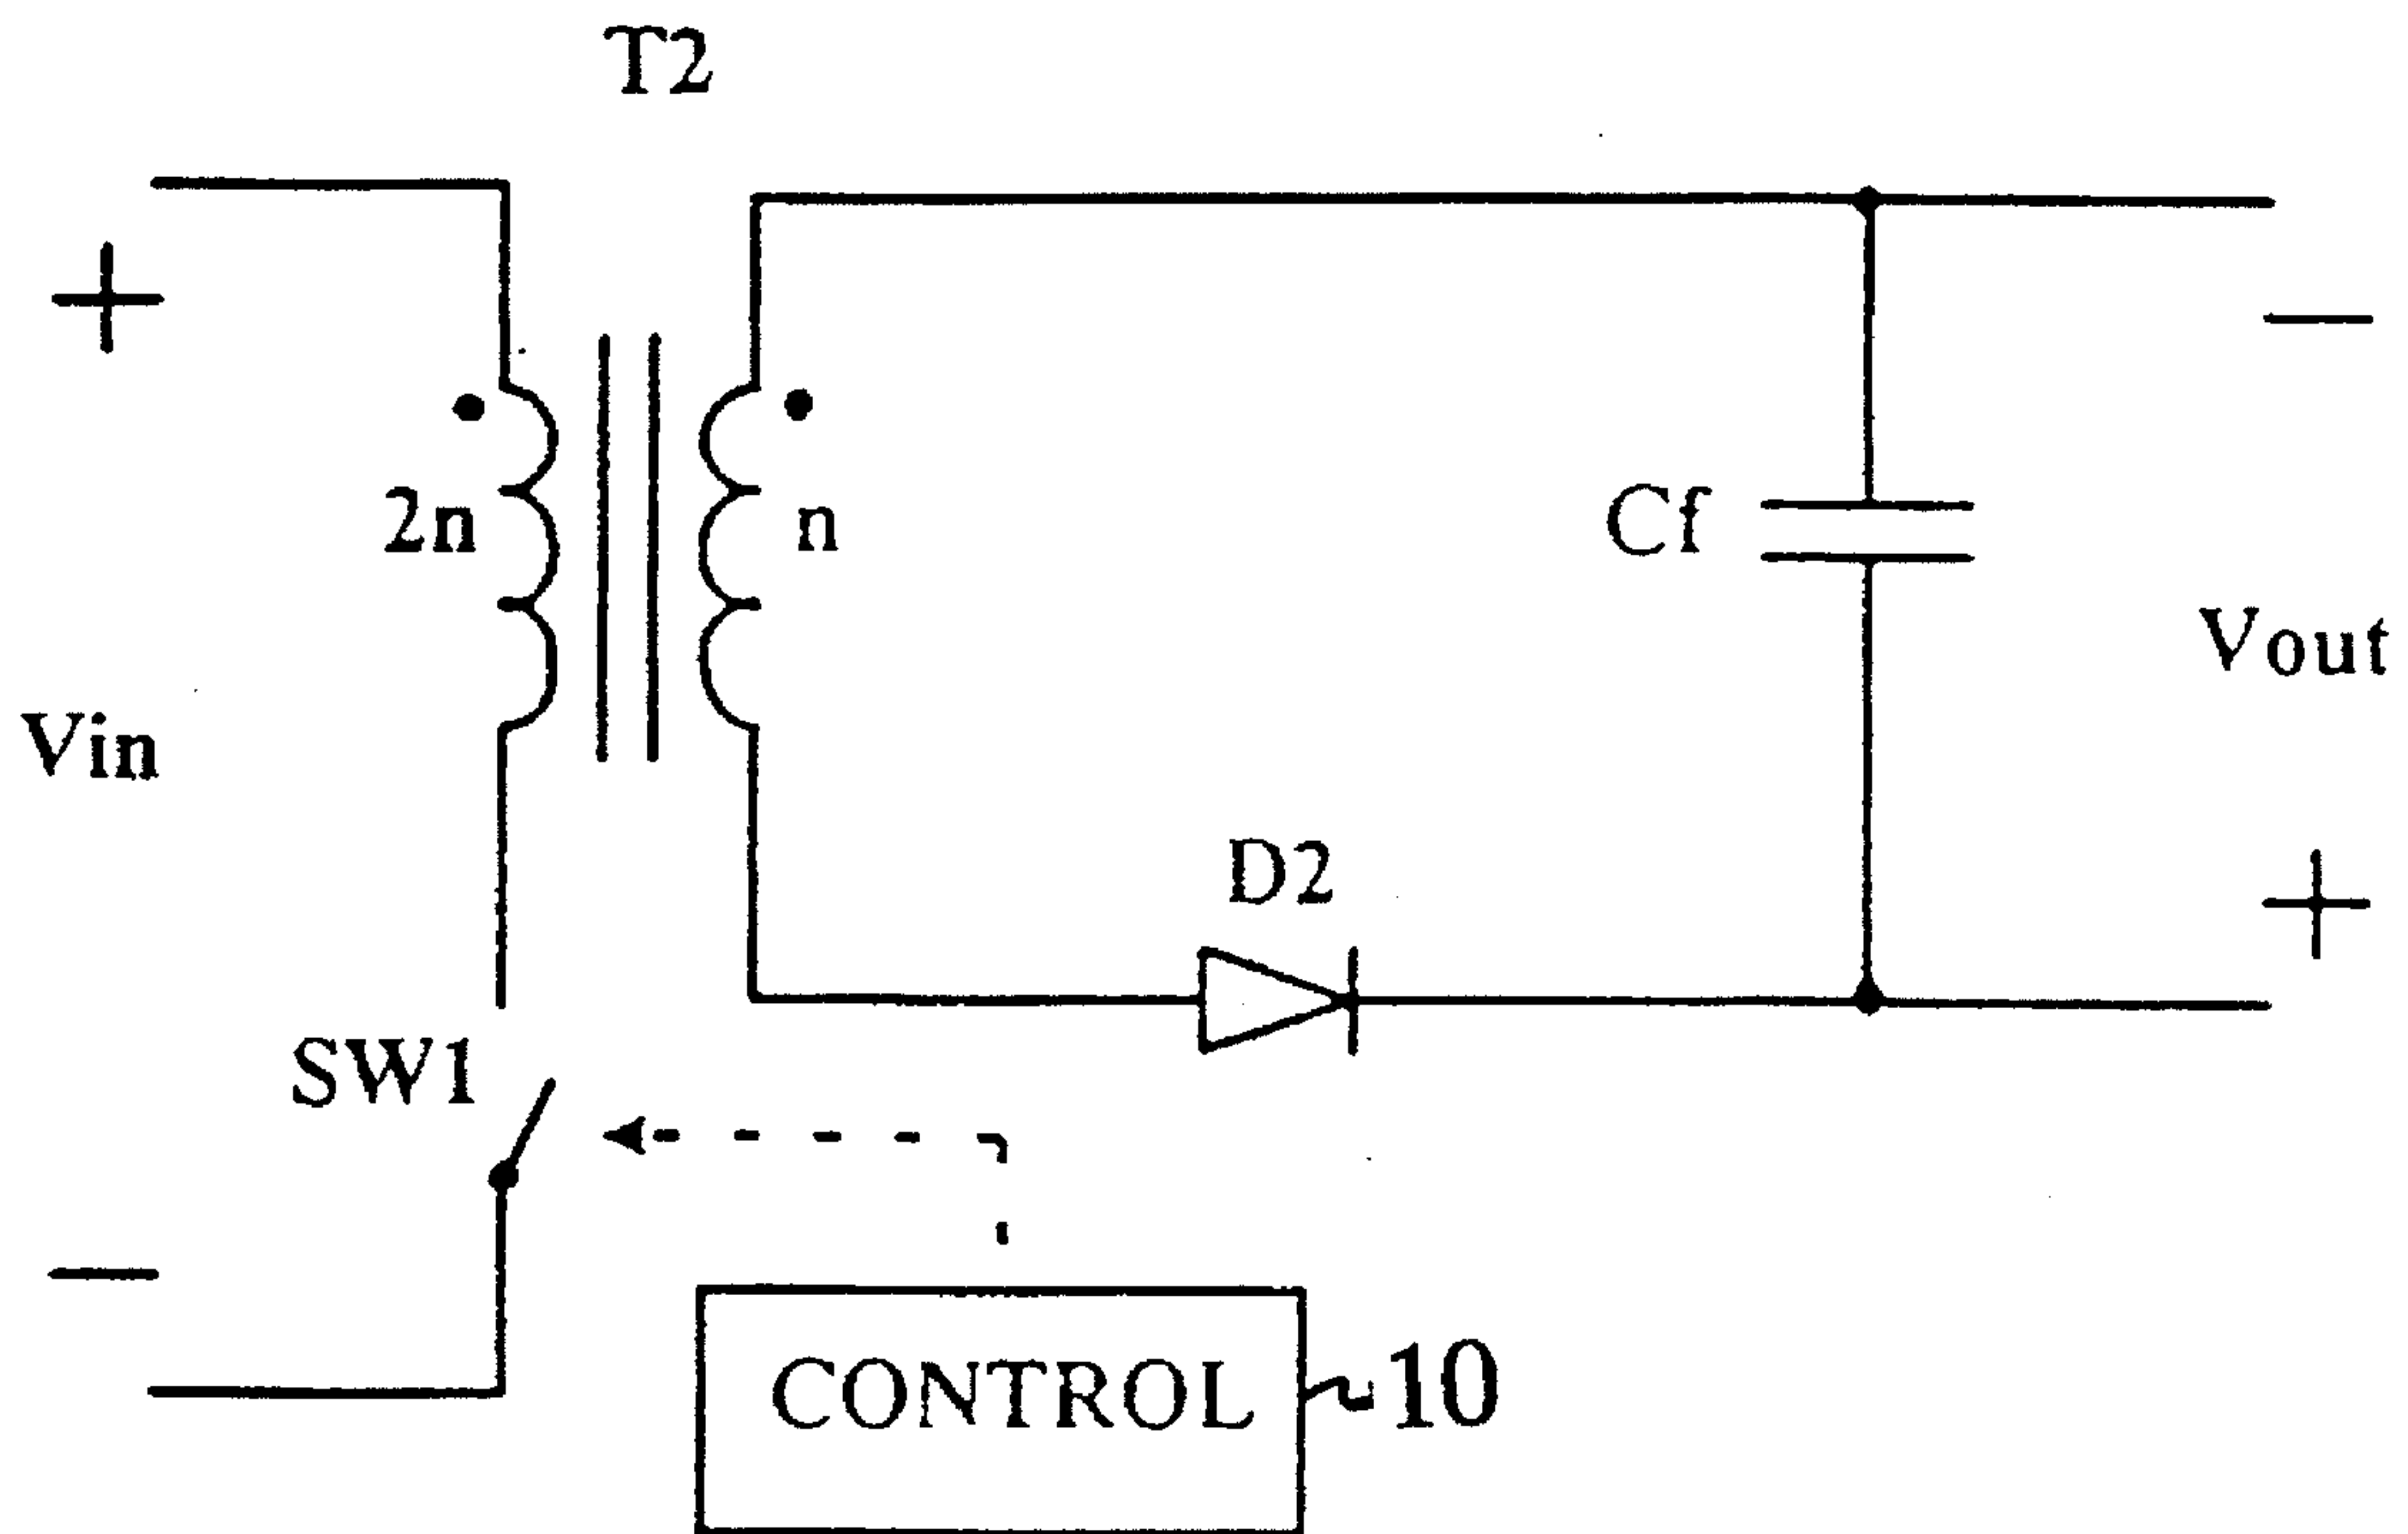 T2
+
−
2n
n
Cf
Vout
Vin
D2
+
SW1
−
CONTROL
10